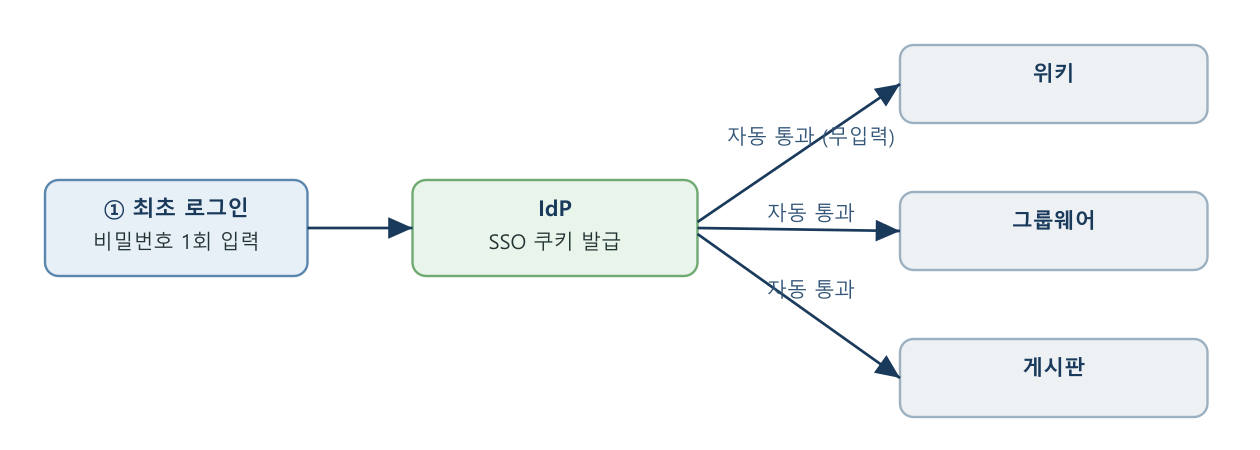 ① 최초 로그인
비밀번호 1회 입력
IdP
SSO 쿠키 발급
자동 통과 (무입력)
자동 통과
자동 통과
위키
그룹웨어
게시판